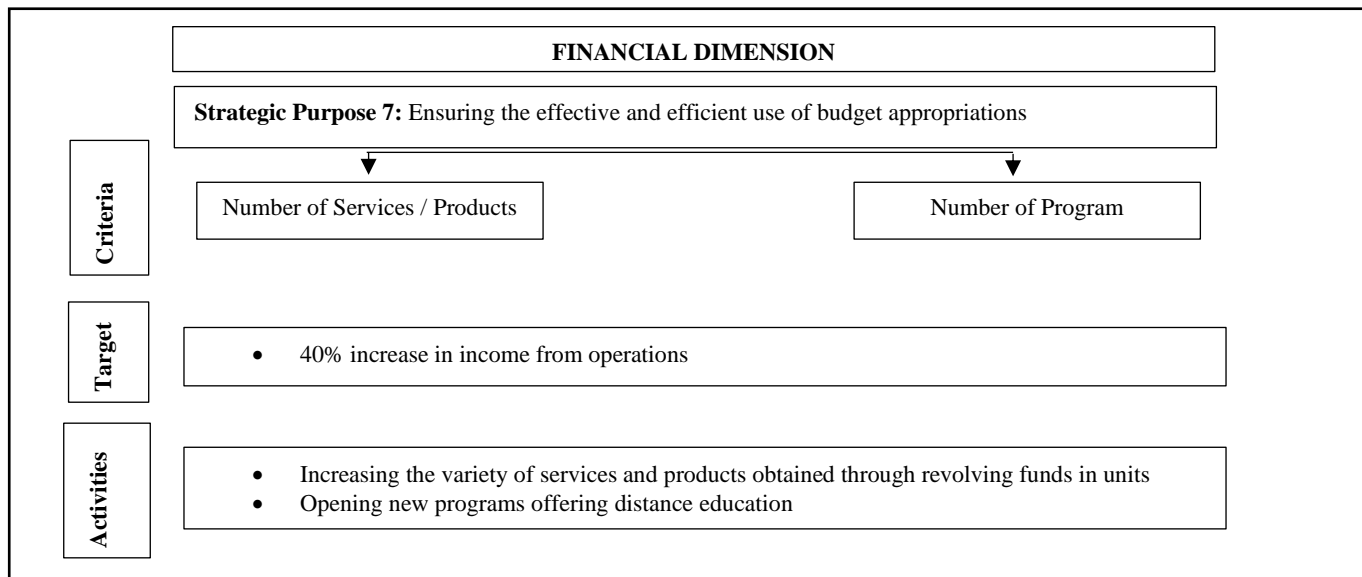 FINANCIAL DIMENSION
Strategic Purpose 7: Ensuring the effective and efficient use of budget appropriations
Criteria
Number of Services / Products
Number of Program
Target
• 40% increase in income from operations
Activities
• Increasing the variety of services and products obtained through revolving funds in units
• Opening new programs offering distance education